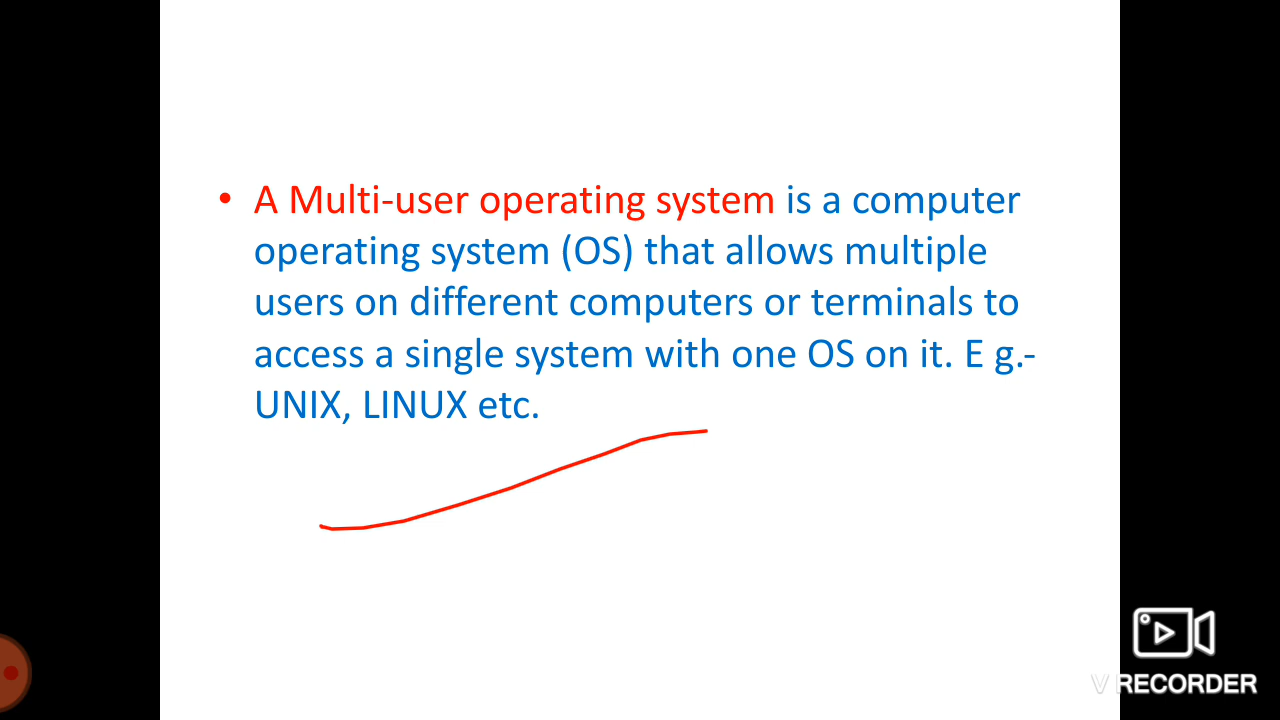 • A Multi-user operating system is a computer
operating system (OS) that allows multiple
users on different computers or terminals to
access a single system with one OS on it. E g.-
UNIX, LINUX etc.
V RECORDER